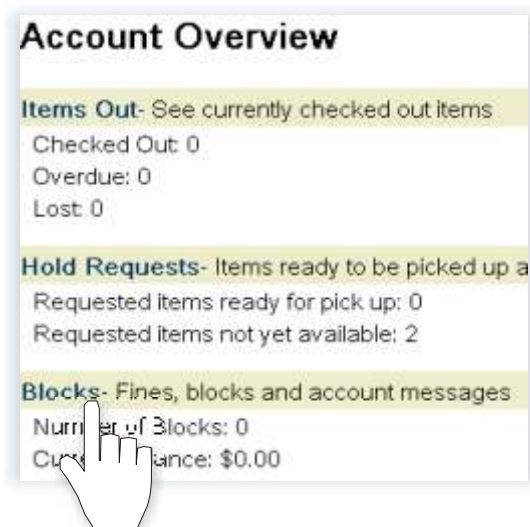 Account Overview
Items Out- See currently checked out items
Checked Out: 0
Overdue: 0
Lost: 0
Hold Requests- Items ready to be picked up a
Requested items ready for pick up: 0
Requested items not yet available: 2
Blocks- Fines, blocks and account messages
Blocks: 0
$0.00